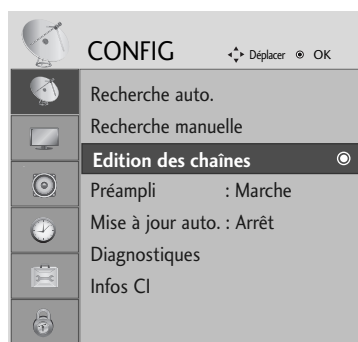 CONFIG Déplacer OK
Recherche auto.
Recherche manuelle
Edition des chaînes
Préampli : Marche
Mise à jour auto. : Arrêt
Diagnostiques
Infos CI